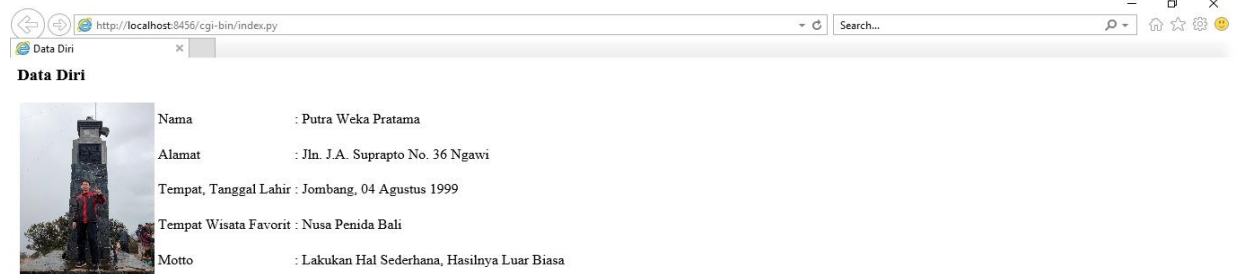 http://localhost:8456/cgi-bin/index.py Search...
Data Diri
Data Diri
Nama : Putra Weka Pratama
Alamat : Jln. J.A. Suprapto No. 36 Ngawi
Tempat, Tanggal Lahir : Jombang, 04 Agustus 1999
Tempat Wisata Favorit : Nusa Penida Bali
Motto : Lakukan Hal Sederhana, Hasilnya Luar Biasa